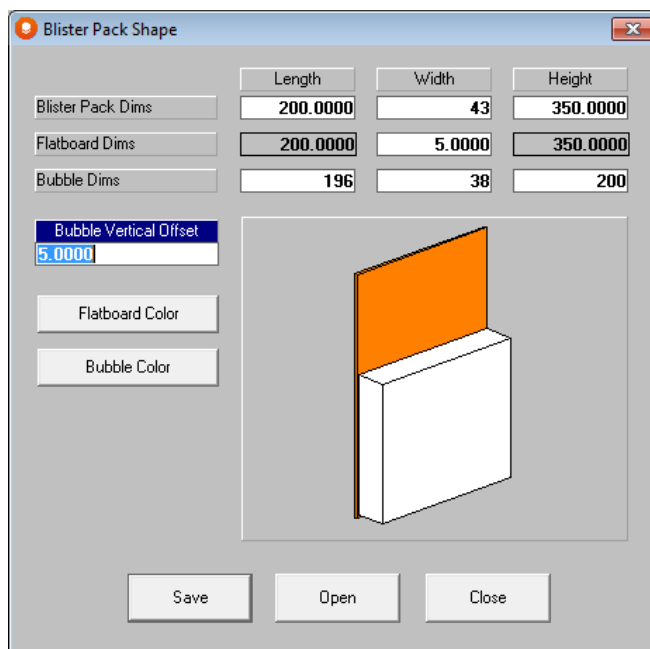 Blister Pack Shape
Length Width Height
Blister Pack Dims 200.0000 43 350.0000
Flatboard Dims 200.0000 5.0000 350.0000
Bubble Dims 196 38 200
Bubble Vertical Offset
5.0000
Flatboard Color
Bubble Color
Save Open Close